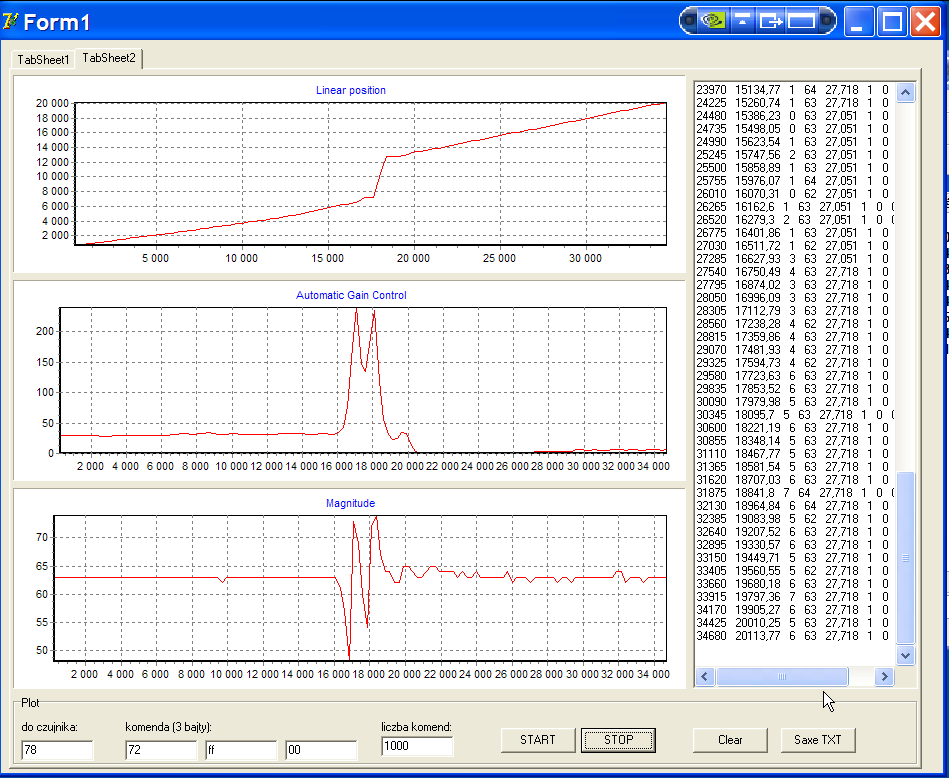 Form1
TabSheet1 TabSheet2
Linear position
20 000
18 000
16 000
14 000
12 000
10 000
8 000
6 000
4 000
2 000
5 000 10 000 15 000 20 000 25 000 30 000
Automatic Gain Control
200
150
100
50
0
2 000 4 000 6 000 8 000 10 000 12 000 14 000 16 000 18 000 20 000 22 000 24 000 26 000 28 000 30 000 32 000 34 000
Magnitude
70
65
60
55
50
2 000 4 000 6 000 8 000 10 000 12 000 14 000 16 000 18 000 20 000 22 000 24 000 26 000 28 000 30 000 32 000 34 000
23970 15134,77 1 64 27,718 1 0
24225 15260,74 1 63 27,718 1 0
24480 15386,23 0 63 27,051 1 0
24735 15498,05 0 63 27,051 1 0
24990 15623,54 1 63 27,051 1 0
25245 15747,56 2 63 27,051 1 0
25500 15858,89 1 63 27,051 1 0
25755 15976,07 1 64 27,051 1 0
26010 16070,31 0 62 27,051 1 0
26265 16162,6 1 63 27,051 1 0
26520 16279,3 2 63 27,051 1 0
26775 16401,86 1 63 27,051 1 0
27030 16511,72 1 62 27,051 1 0
27285 16627,93 3 63 27,051 1 0
27540 16750,49 4 63 27,718 1 0
27795 16874,02 3 63 27,718 1 0
28050 16996,09 3 63 27,718 1 0
28305 17112,79 3 63 27,718 1 0
28560 17238,28 4 62 27,718 1 0
28815 17359,86 4 63 27,718 1 0
29070 17481,93 4 63 27,718 1 0
29325 17594,73 4 62 27,718 1 0
29580 17723,63 6 63 27,718 1 0
29835 17853,52 6 63 27,718 1 0
30090 17979,98 5 63 27,718 1 0
30345 18095,7 5 63 27,718 1 0
30600 18221,19 6 63 27,718 1 0
30855 18348,14 5 63 27,718 1 0
31110 18467,77 5 63 27,718 1 0
31365 18581,54 5 63 27,718 1 0
31620 18707,03 6 63 27,718 1 0
31875 18841,8 7 64 27,718 1 0
32130 18964,84 6 64 27,718 1 0
32385 19083,98 5 62 27,718 1 0
32640 19207,52 6 63 27,718 1 0
32895 19330,57 6 63 27,718 1 0
33150 19449,71 5 63 27,718 1 0
33405 19560,55 5 62 27,718 1 0
33660 19680,18 6 63 27,718 1 0
33915 19797,36 7 63 27,718 1 0
34170 19905,27 6 63 27,718 1 0
34425 20010,25 5 63 27,718 1 0
34680 20113,77 6 63 27,718 1 0
Plot
do czujnika: komenda (3 bajty): liczba komend:
78 72 ff 00 1000
START STOP Clear Saxe TXT